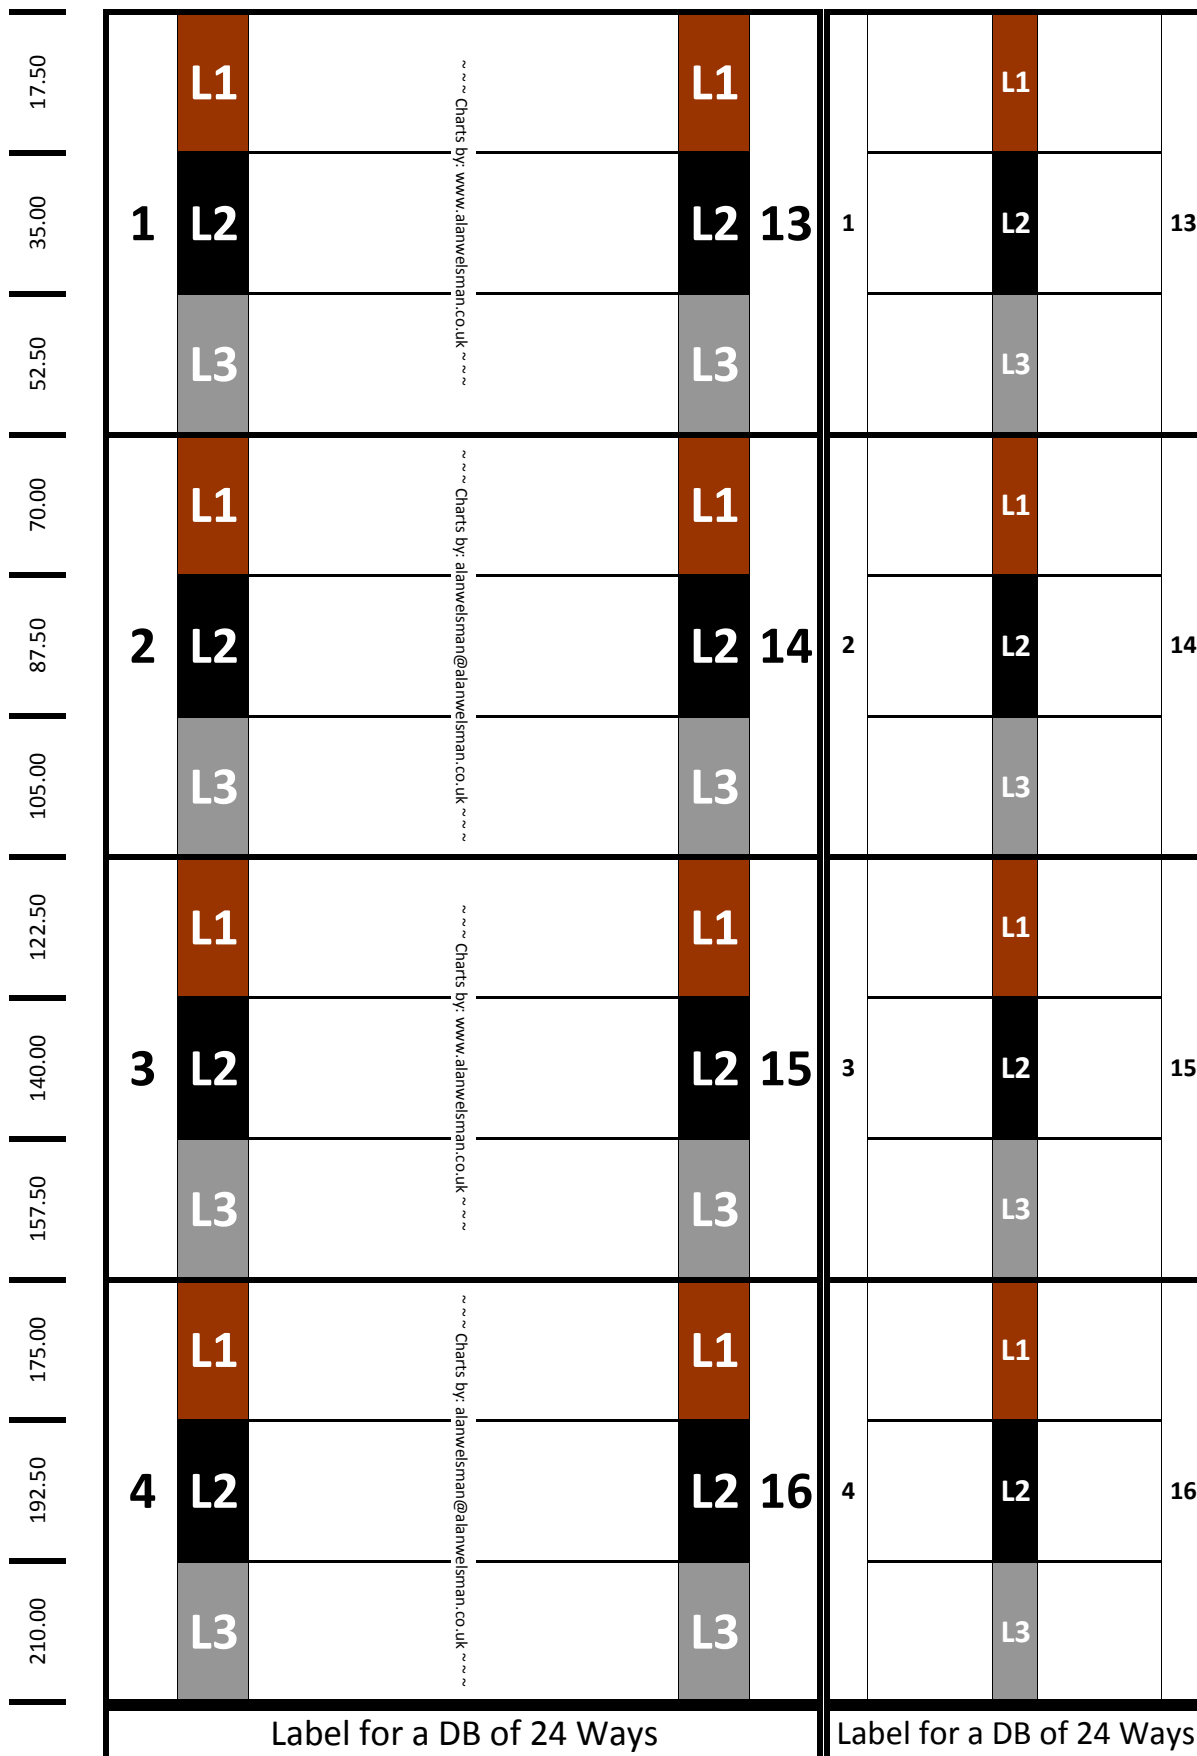 17.50 L1 L1 L1
35.00 1 L2 L2 13 1 L2 13
52.50 L3 L3 L3
~ ~ ~ Charts by: www.alanwelsman.co.uk ~ ~ ~
70.00 L1 L1 L1
87.50 2 L2 L2 14 2 L2 14
105.00 L3 L3 L3
~ ~ ~ Charts by: alanwelsman@alanwelsman.co.uk ~ ~ ~
122.50 L1 L1 L1
140.00 3 L2 L2 15 3 L2 15
157.50 L3 L3 L3
~ ~ ~ Charts by: www.alanwelsman.co.uk ~ ~ ~
175.00 L1 L1 L1
192.50 4 L2 L2 16 4 L2 16
210.00 L3 L3 L3
~ ~ ~ Charts by: alanwelsman@alanwelsman.co.uk ~ ~ ~
Label for a DB of 24 Ways Label for a DB of 24 Ways